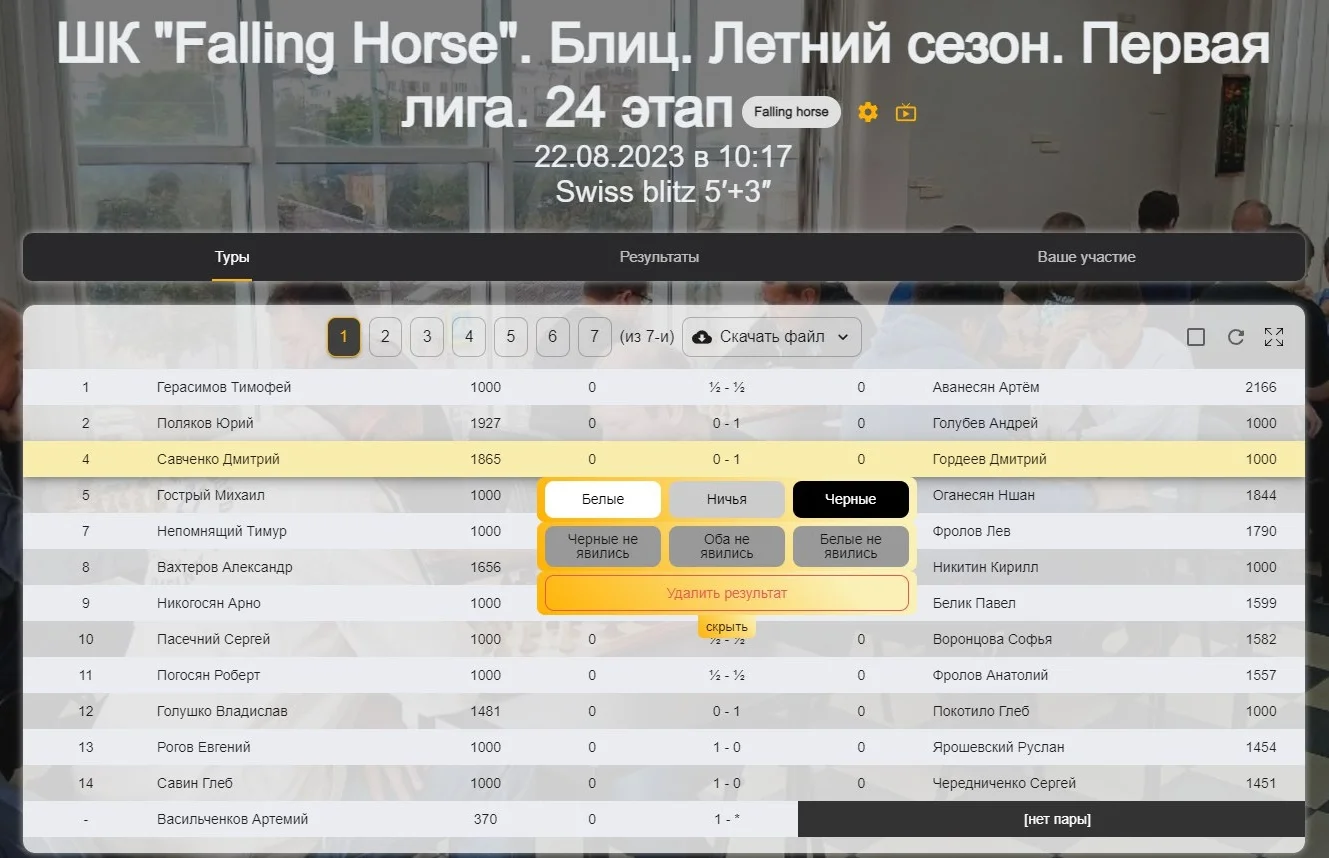 ШК "Falling Horse". Блиц. Летний сезон. Первая
лига. 24 этап Falling horse
22.08.2023 в 10:17
Swiss blitz 5′+3″
Туры Результаты Ваше участие
1 2 3 4 5 6 7 (из 7-и) Скачать файл
1 Герасимов Тимофей 1000 0 ½ - ½ 0 Аванесян Артём 2166
2 Поляков Юрий 1927 0 0 - 1 0 Голубев Андрей 1000
4 Савченко Дмитрий 1865 0 0 - 1 0 Гордеев Дмитрий 1000
5 Гострый Михаил 1000 Белые Ничья Черные Оганесян Ншан 1844
7 Непомнящий Тимур 1000 Черные не явились Оба не явились Белые не явились Фролов Лев 1790
8 Вахтеров Александр 1656 Никитин Кирилл 1000
9 Никогосян Арно 1000 Удалить результат Белик Павел 1599
скрыть
10 Пасечний Сергей 1000 0 ½ - ½ 0 Воронцова Софья 1582
11 Погосян Роберт 1000 0 ½ - ½ 0 Фролов Анатолий 1557
12 Голушко Владислав 1481 0 0 - 1 0 Покотило Глеб 1000
13 Рогов Евгений 1000 0 1 - 0 0 Ярошевский Руслан 1454
14 Савин Глеб 1000 0 1 - 0 0 Чередниченко Сергей 1451
- Васильченков Артемий 370 0 1 - * [нет пары]